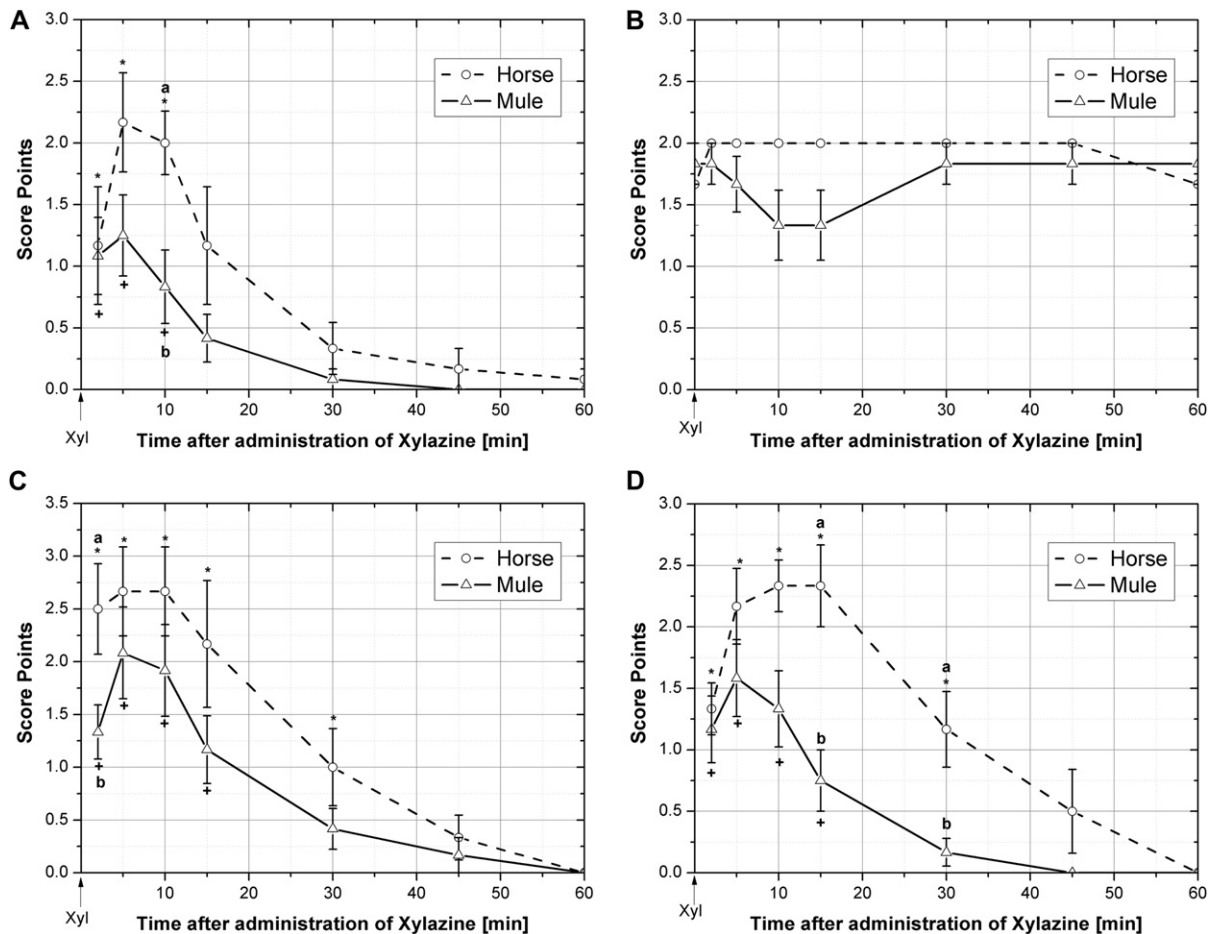 A
3.0
2.5
2.0
1.5
1.0
0.5
0.0
Score Points
Horse
Mule
*
*
a
*
+
+
+
b
10
20
30
40
50
60
Xyl
Time after administration of Xylazine [min]
B
3.0
2.5
2.0
1.5
1.0
0.5
0.0
Score Points
Horse
Mule
10
20
30
40
50
60
Xyl
Time after administration of Xylazine [min]
C
3.5
3.0
2.5
2.0
1.5
1.0
0.5
0.0
Score Points
Horse
Mule
a
*
*
*
*
*
+
b
+
+
+
10
20
30
40
50
60
Xyl
Time after administration of Xylazine [min]
D
3.0
2.5
2.0
1.5
1.0
0.5
0.0
Score Points
Horse
Mule
*
*
*
a
*
a
*
+
+
+
b
+
b
10
20
30
40
50
60
Xyl
Time after administration of Xylazine [min]